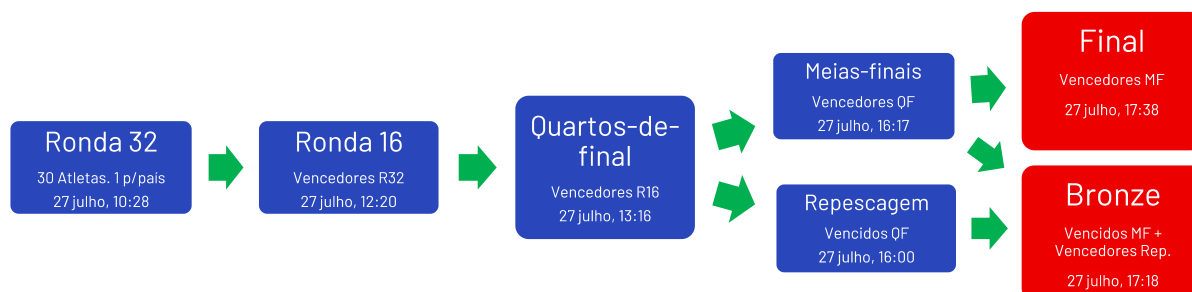 Ronda 32
30 Atletas. 1 p/país
27 julho, 10:28
Ronda 16
Vencedores R32
27 julho, 12:20
Quartos-de-
final
Vencedores R16
27 julho, 13:16
Meias-finais
Vencedores QF
27 julho, 16:17
Repescagem
Vencidos QF
27 julho, 16:00
Final
Vencedores MF
27 julho, 17:38
Bronze
Vencidos MF +
Vencedores Rep.
27 julho, 17:18